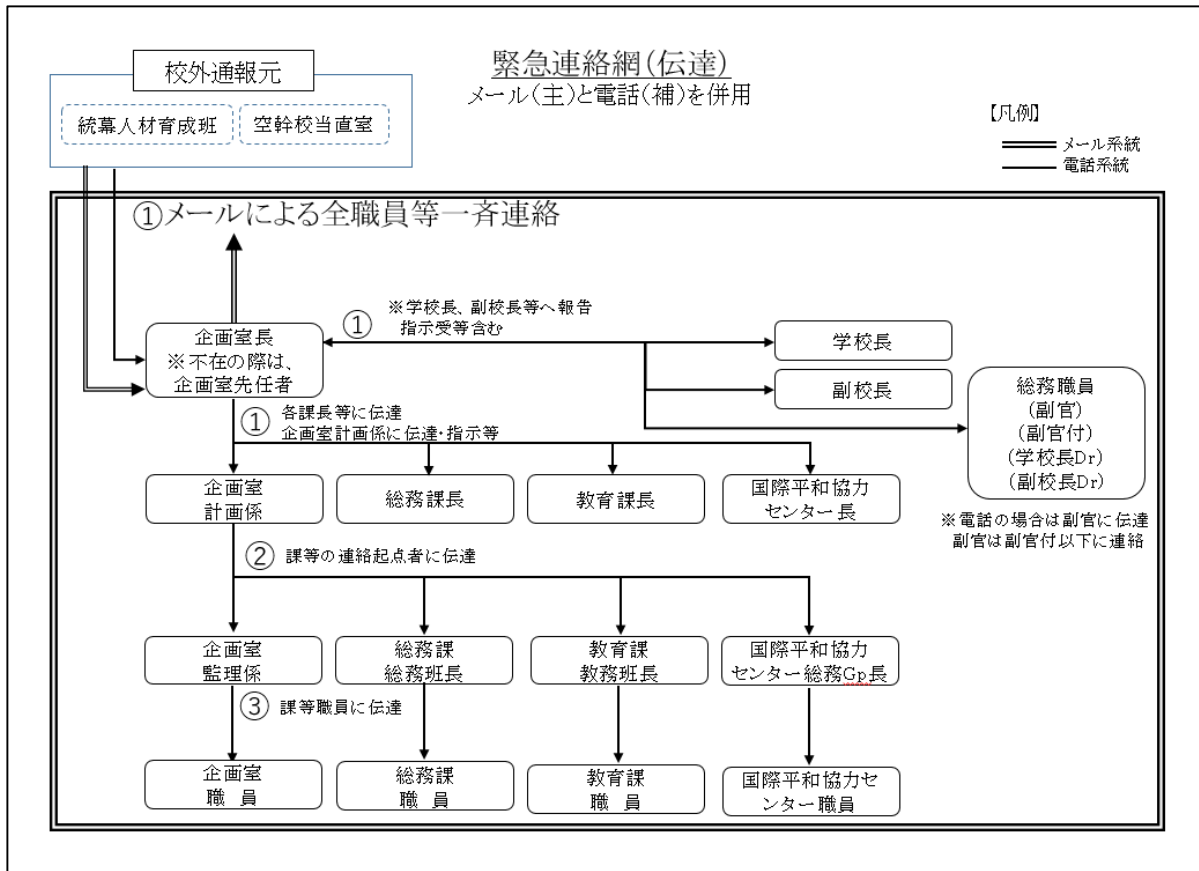 緊急連絡網(伝達)
メール(主)と電話(補)を併用
校外通報元
統幕人材育成班
空幹校当直室
【凡例】
メール系統
電話系統
①メールによる全職員等一斉連絡
①
※学校長、副校長等へ報告
指示受等含む
企画室長
※不在の際は、
企画室先任者
学校長
副校長
総務職員
(副官)
(副官付)
(学校長Dr)
(副校長Dr)
※電話の場合は副官に伝達
副官は副官付以下に連絡
①
各課長等に伝達
企画室計画係に伝達・指示等
企画室
計画係
総務課長
教育課長
国際平和協力
センター長
②
課等の連絡起点者に伝達
企画室
監理係
総務課
総務班長
教育課
教務班長
国際平和協力
センター総務Gp長
③
課等職員に伝達
企画室
職 員
総務課
職 員
教育課
職 員
国際平和協力セ
ンター職員